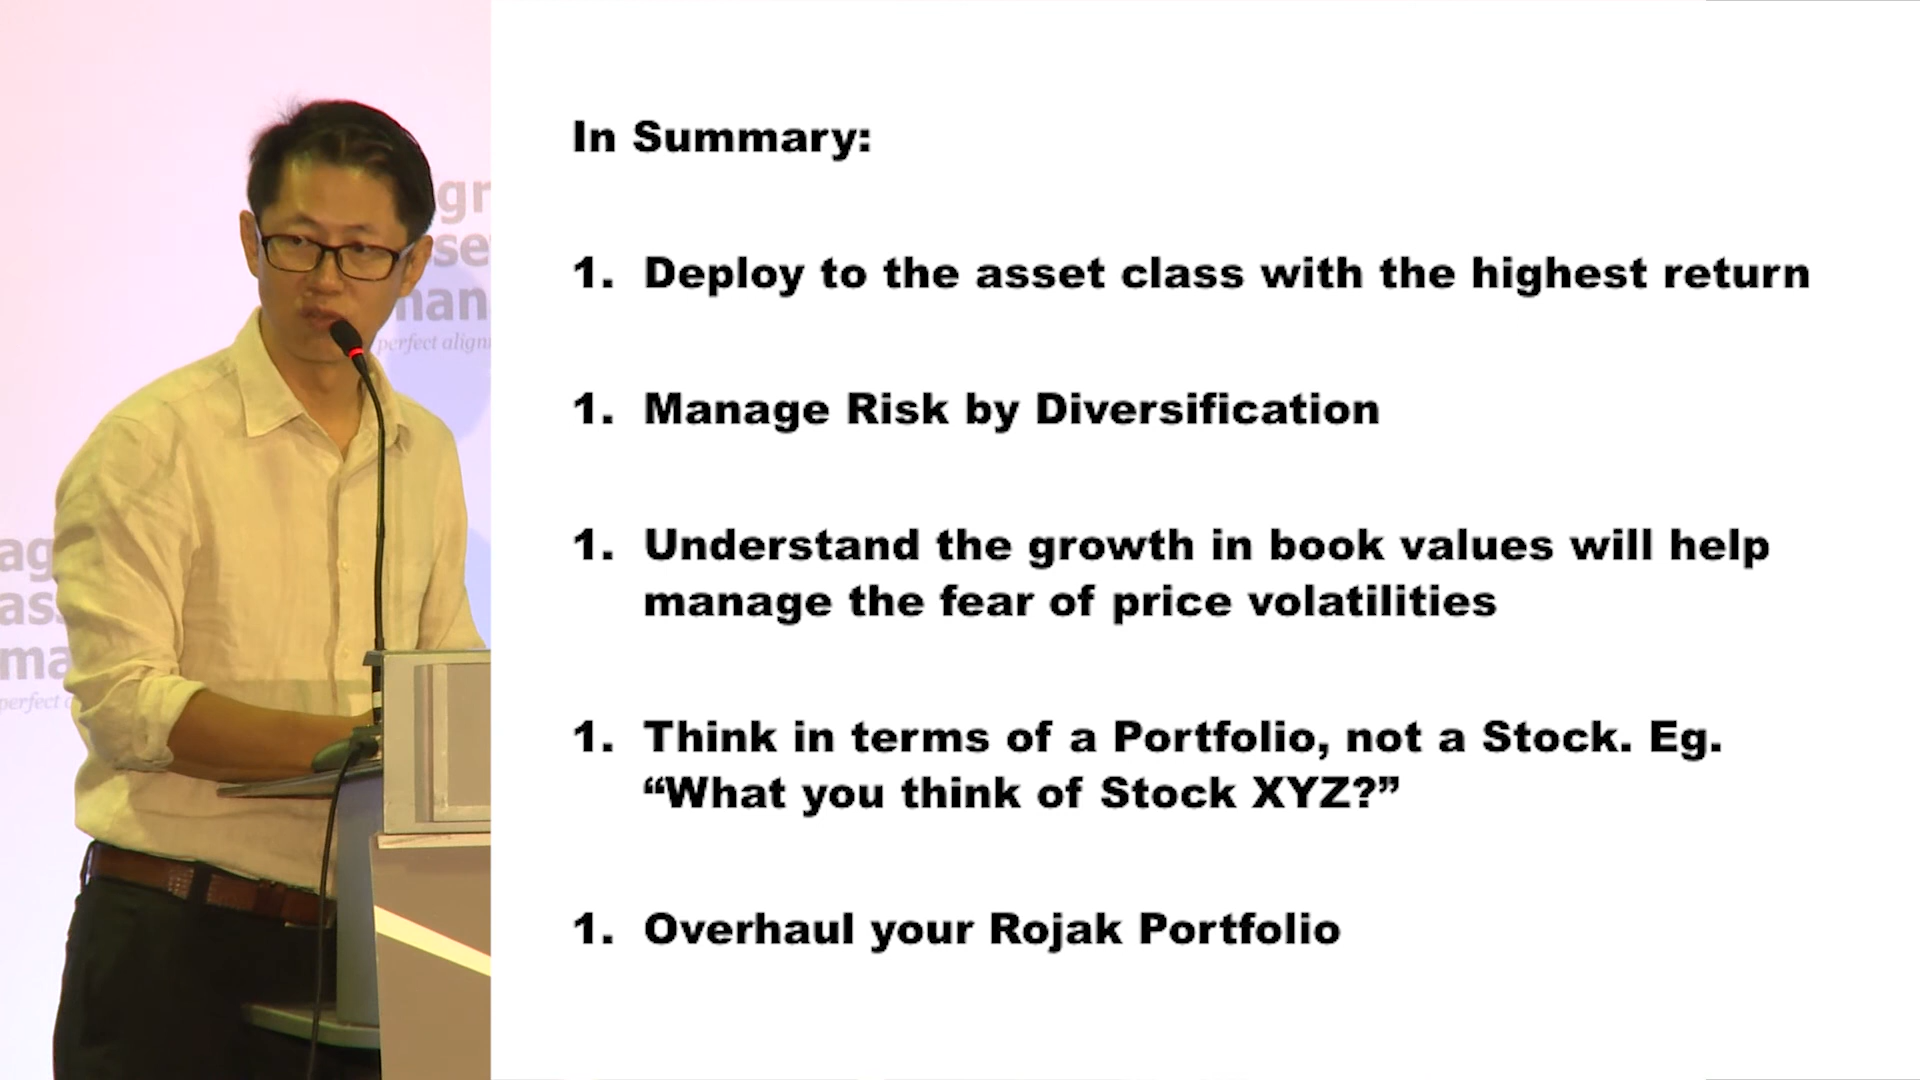 In Summary:
1. Deploy to the asset class with the highest return
1. Manage Risk by Diversification
1. Understand the growth in book values will help
manage the fear of price volatilities
1. Think in terms of a Portfolio, not a Stock. Eg.
“What you think of Stock XYZ?”
1. Overhaul your Rojak Portfolio
perfect